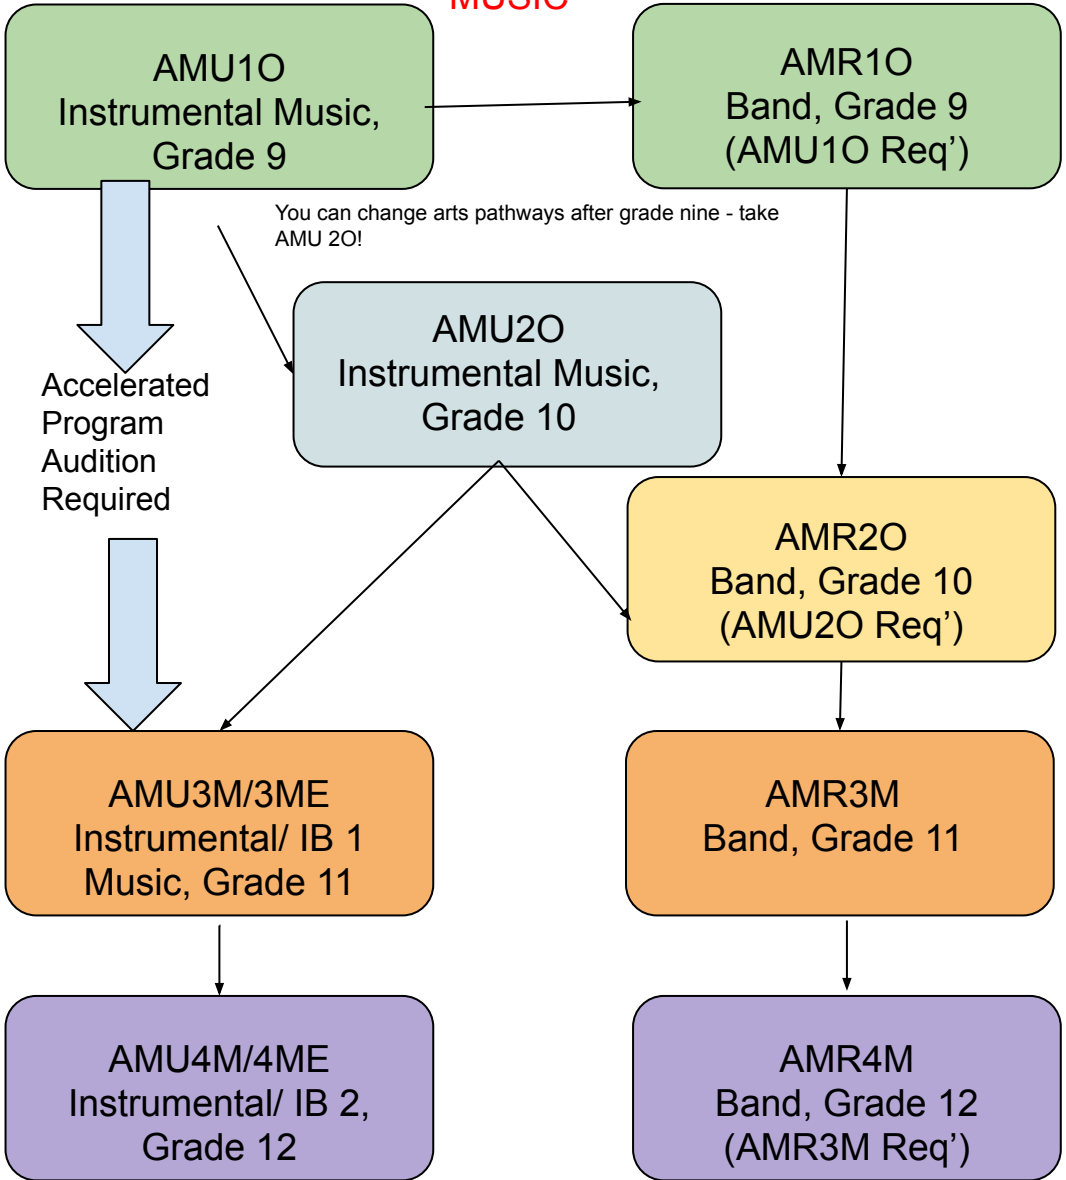 MUSIC
AMU1O
Instrumental Music,
Grade 9
AMR1O
Band, Grade 9
(AMU1O Req’)
You can change arts pathways after grade nine - take
AMU 2O!
AMU2O
Instrumental Music,
Grade 10
Accelerated
Program
Audition
Required
AMR2O
Band, Grade 10
(AMU2O Req’)
AMU3M/3ME
Instrumental/ IB 1
Music, Grade 11
AMR3M
Band, Grade 11
AMU4M/4ME
Instrumental/ IB 2,
Grade 12
AMR4M
Band, Grade 12
(AMR3M Req’)